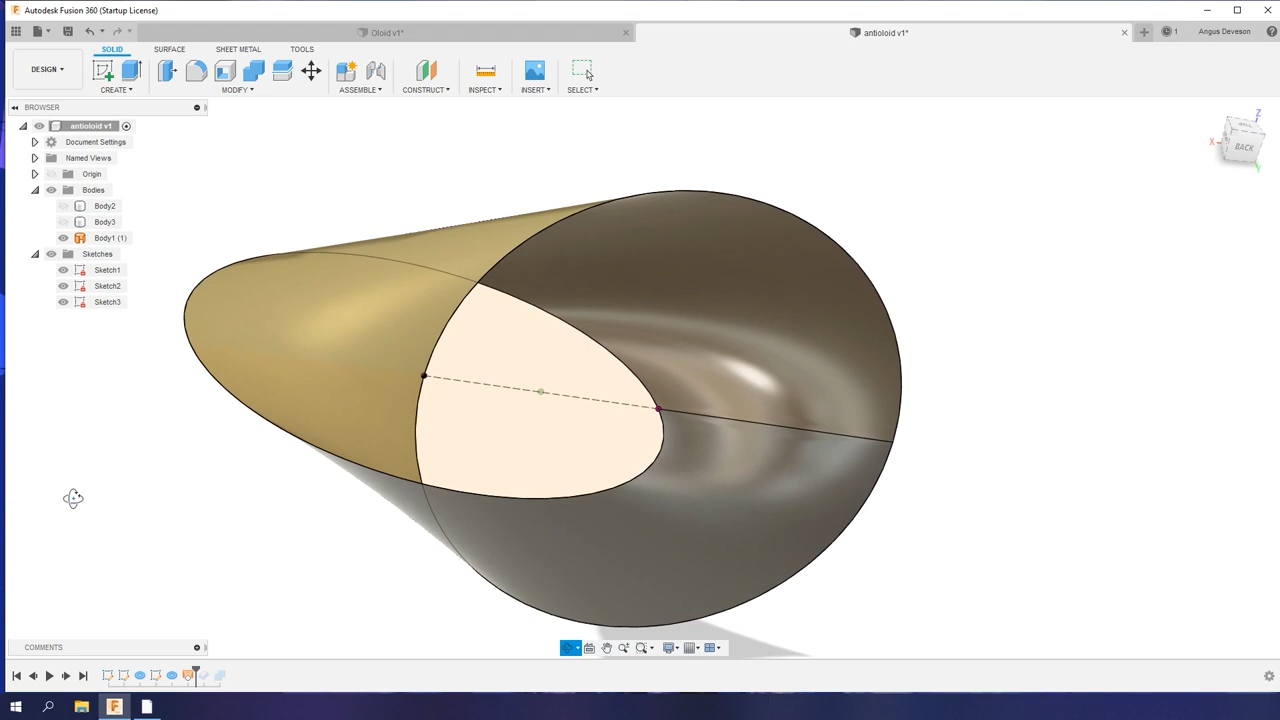 Autodesk Fusion 360 (Startup License)
Oloid v1*
antioloid v1*
1
Angus Deveson
SOLID
SURFACE
SHEET METAL
TOOLS
DESIGN
CREATE
MODIFY
ASSEMBLE
CONSTRUCT
INSPECT
INSERT
SELECT
BROWSER
antioloid v1
Document Settings
Named Views
Origin
Bodies
Body2
Body3
Body1 (1)
Sketches
Sketch1
Sketch2
Sketch3
Z
X
BACK
Y
COMMENTS